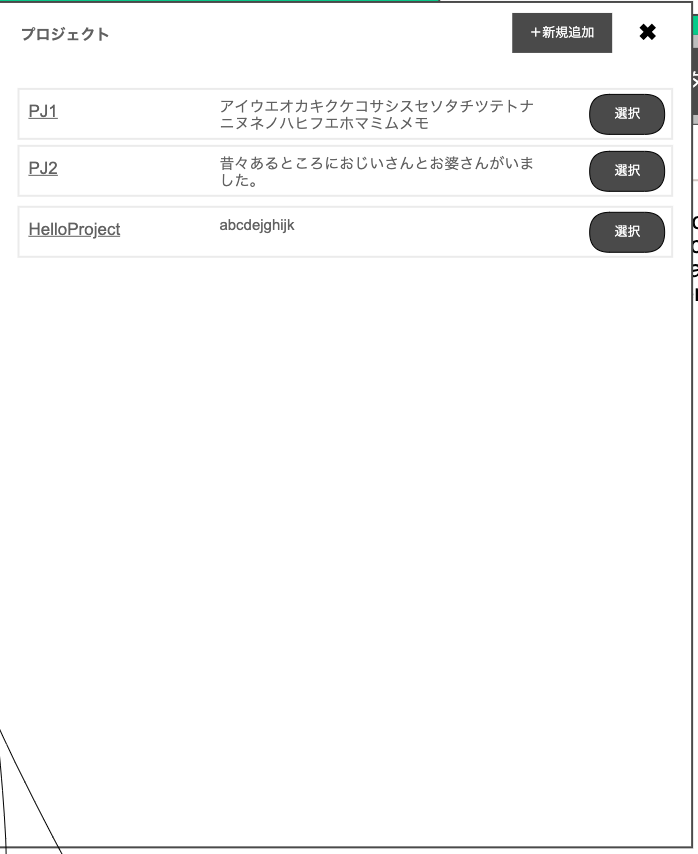 プロジェクト
＋新規追加
✖
PJ1
アイウエオカキクケコサシスセソタチツテトナ
ニヌネノハヒフエホマミムメモ
選択
PJ2
昔々あるところにおじいさんとお婆さんがいま
した。
選択
HelloProject
abcdejghijk
選択